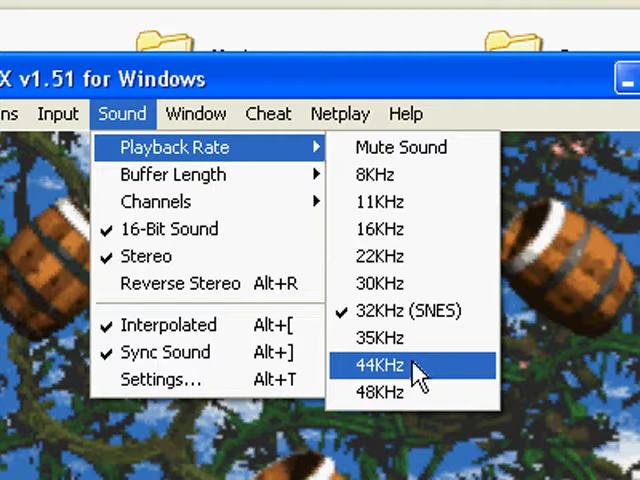 X v1.51 for Windows
ns Input Sound Window Cheat Netplay Help
Playback Rate
Buffer Length
Channels
16-Bit Sound
Stereo
Reverse Stereo Alt+R
Interpolated Alt+[
Sync Sound Alt+]
Settings... Alt+T
Mute Sound
8KHz
11KHz
16KHz
22KHz
30KHz
32KHz (SNES)
35KHz
44KHz
48KHz